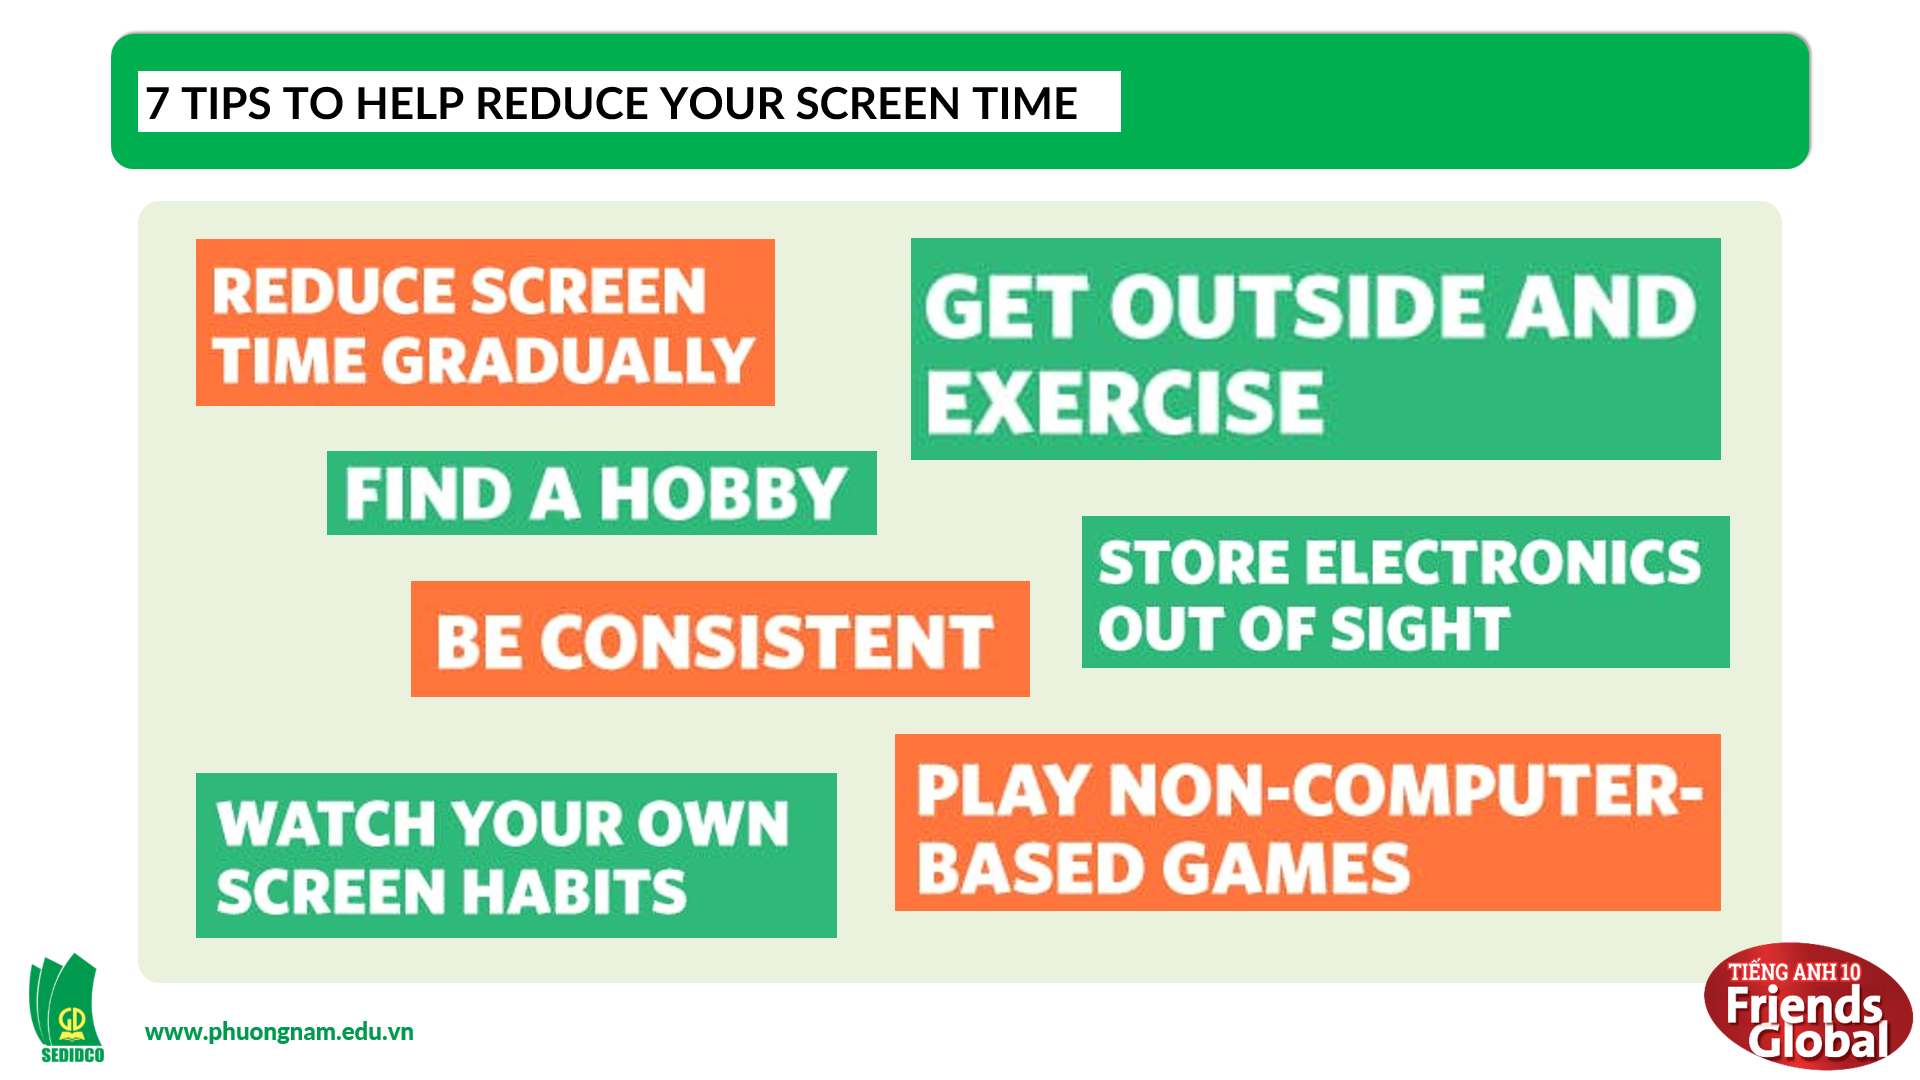 7 TIPS TO HELP REDUCE YOUR SCREEN TIME
REDUCE SCREEN
TIME GRADUALLY
GET OUTSIDE AND
EXERCISE
FIND A HOBBY
STORE ELECTRONICS
OUT OF SIGHT
BE CONSISTENT
PLAY NON-COMPUTER-
BASED GAMES
WATCH YOUR OWN
SCREEN HABITS
GD
SEDIDCO
www.phuongnam.edu.vn
TIẾNG ANH 10
Friends
Global